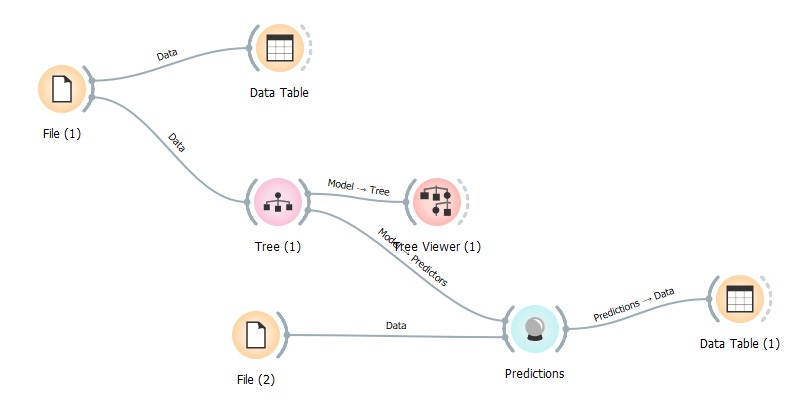 Data
Data Table
File (1)
Data
Model → Tree
Tree (1)
Tree Viewer (1)
Model → Predictors
Predictions → Data
Data
File (2)
Predictions
Data Table (1)